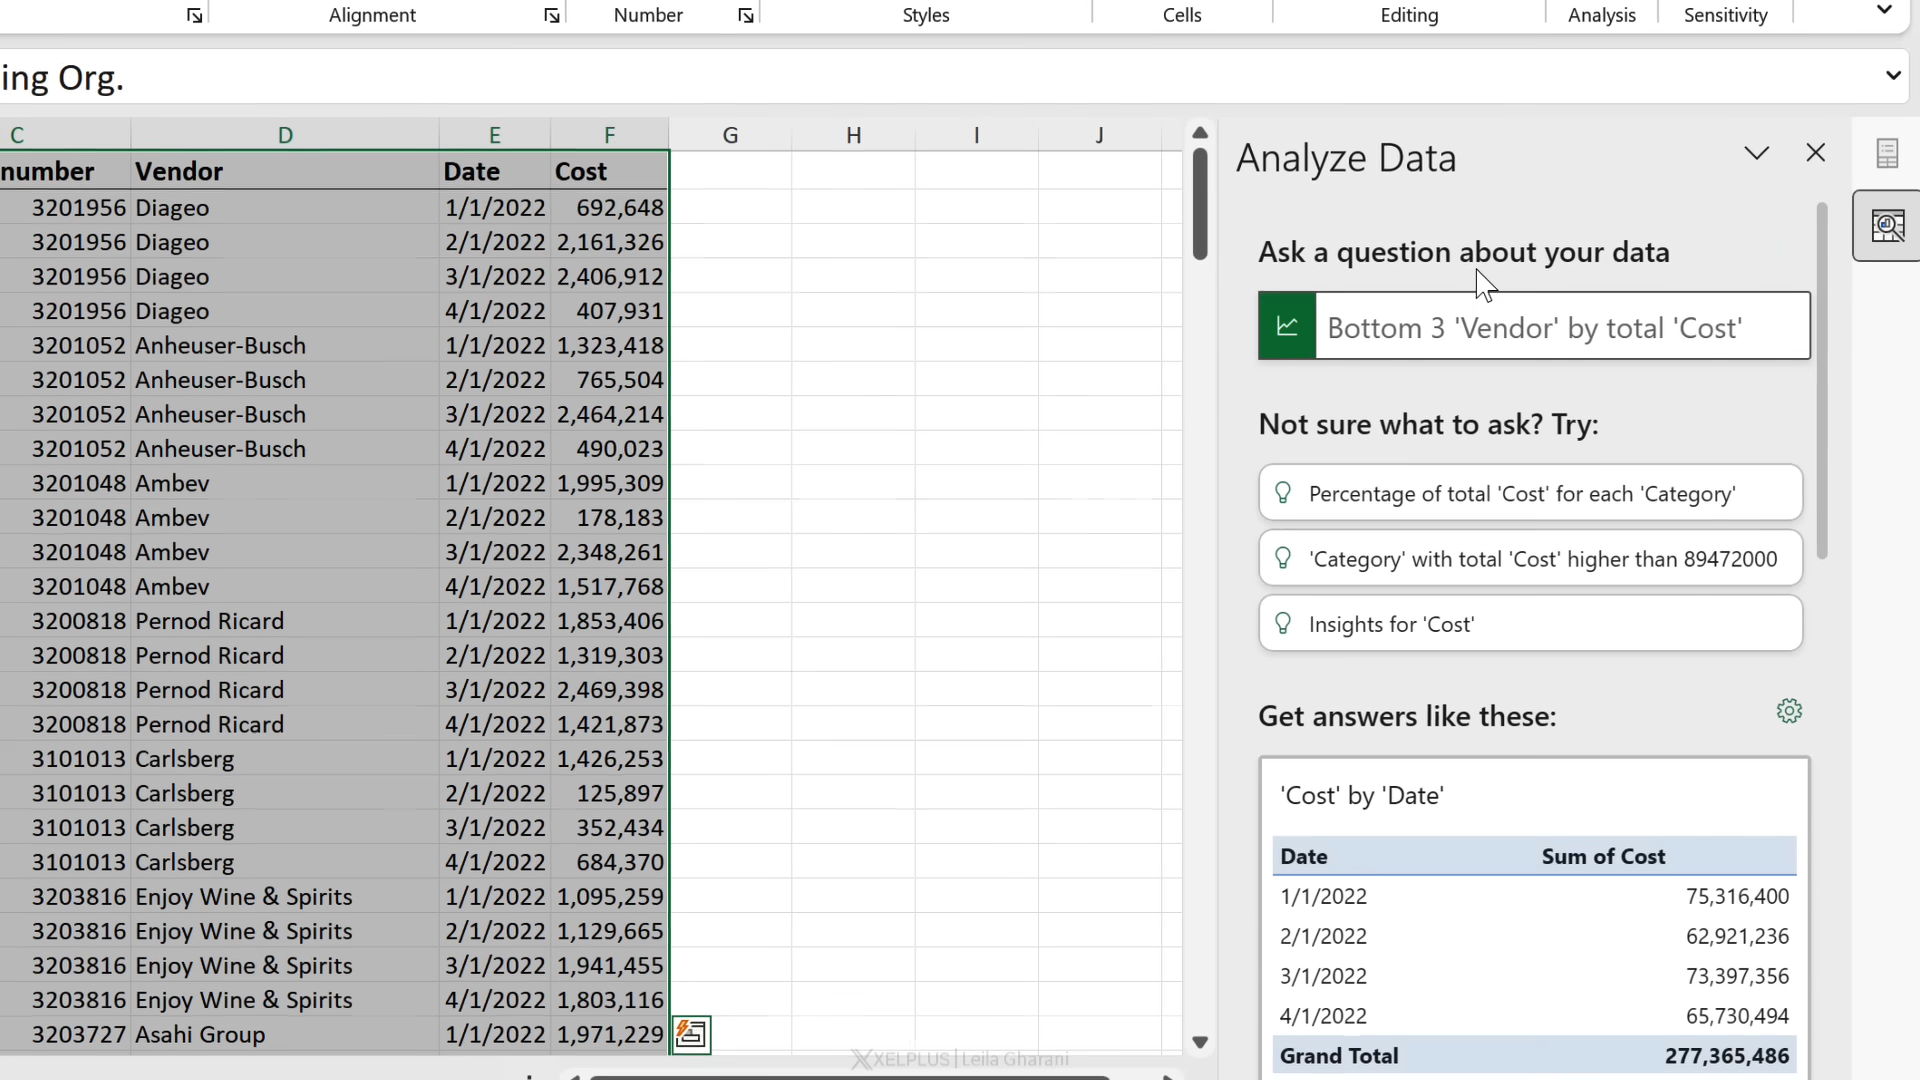 Alignment Number Styles Cells Editing Analysis Sensitivity
ing Org.
C D E F G H I J
number Vendor Date Cost
3201956 Diageo 1/1/2022 692,648
3201956 Diageo 2/1/2022 2,161,326
3201956 Diageo 3/1/2022 2,406,912
3201956 Diageo 4/1/2022 407,931
3201052 Anheuser-Busch 1/1/2022 1,323,418
3201052 Anheuser-Busch 2/1/2022 765,504
3201052 Anheuser-Busch 3/1/2022 2,464,214
3201052 Anheuser-Busch 4/1/2022 490,023
3201048 Ambev 1/1/2022 1,995,309
3201048 Ambev 2/1/2022 178,183
3201048 Ambev 3/1/2022 2,348,261
3201048 Ambev 4/1/2022 1,517,768
3200818 Pernod Ricard 1/1/2022 1,853,406
3200818 Pernod Ricard 2/1/2022 1,319,303
3200818 Pernod Ricard 3/1/2022 2,469,398
3200818 Pernod Ricard 4/1/2022 1,421,873
3101013 Carlsberg 1/1/2022 1,426,253
3101013 Carlsberg 2/1/2022 125,897
3101013 Carlsberg 3/1/2022 352,434
3101013 Carlsberg 4/1/2022 684,370
3203816 Enjoy Wine & Spirits 1/1/2022 1,095,259
3203816 Enjoy Wine & Spirits 2/1/2022 1,129,665
3203816 Enjoy Wine & Spirits 3/1/2022 1,941,455
3203816 Enjoy Wine & Spirits 4/1/2022 1,803,116
3203727 Asahi Group 1/1/2022 1,971,229
XELPLUS | Leila Gharani
Analyze Data
Ask a question about your data
Bottom 3 'Vendor' by total 'Cost'
Not sure what to ask? Try:
Percentage of total 'Cost' for each 'Category'
'Category' with total 'Cost' higher than 89472000
Insights for 'Cost'
Get answers like these:
'Cost' by 'Date'
Date Sum of Cost
1/1/2022 75,316,400
2/1/2022 62,921,236
3/1/2022 73,397,356
4/1/2022 65,730,494
Grand Total 277,365,486